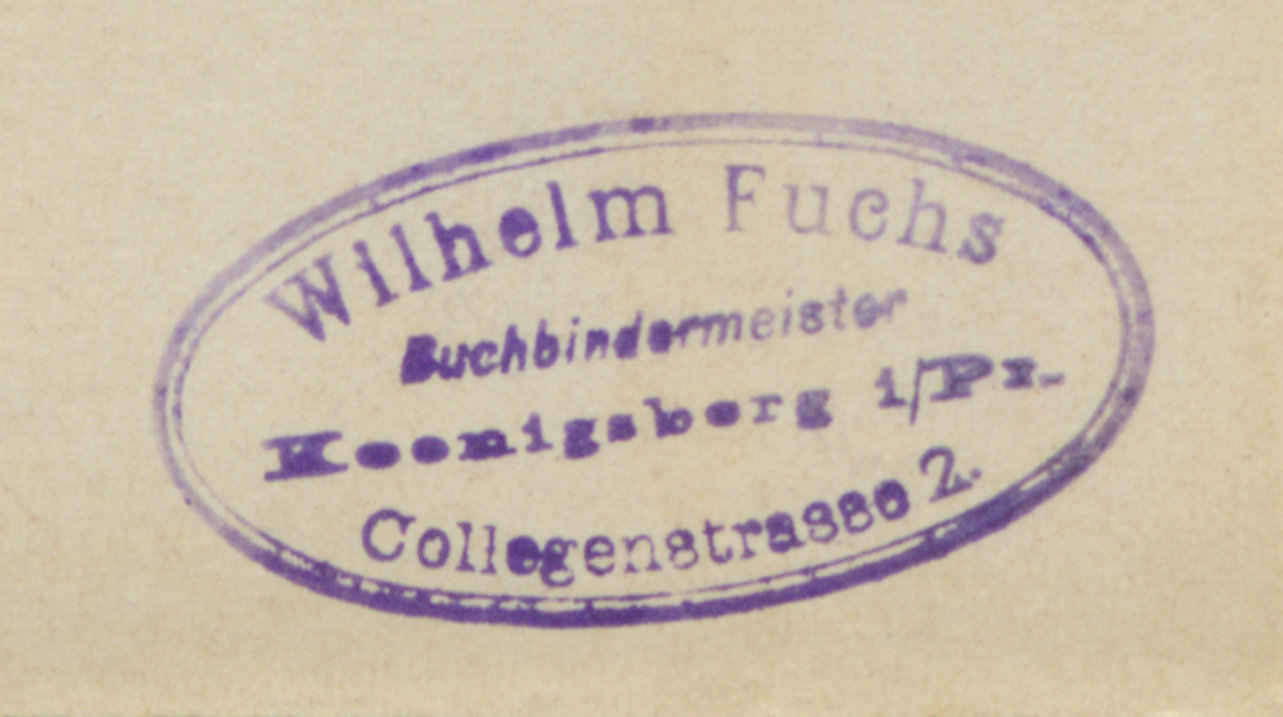 Wilhelm Fuchs
Buchbindermeister
Koenigsberg i/Pr.
Collegenstrasse 2.